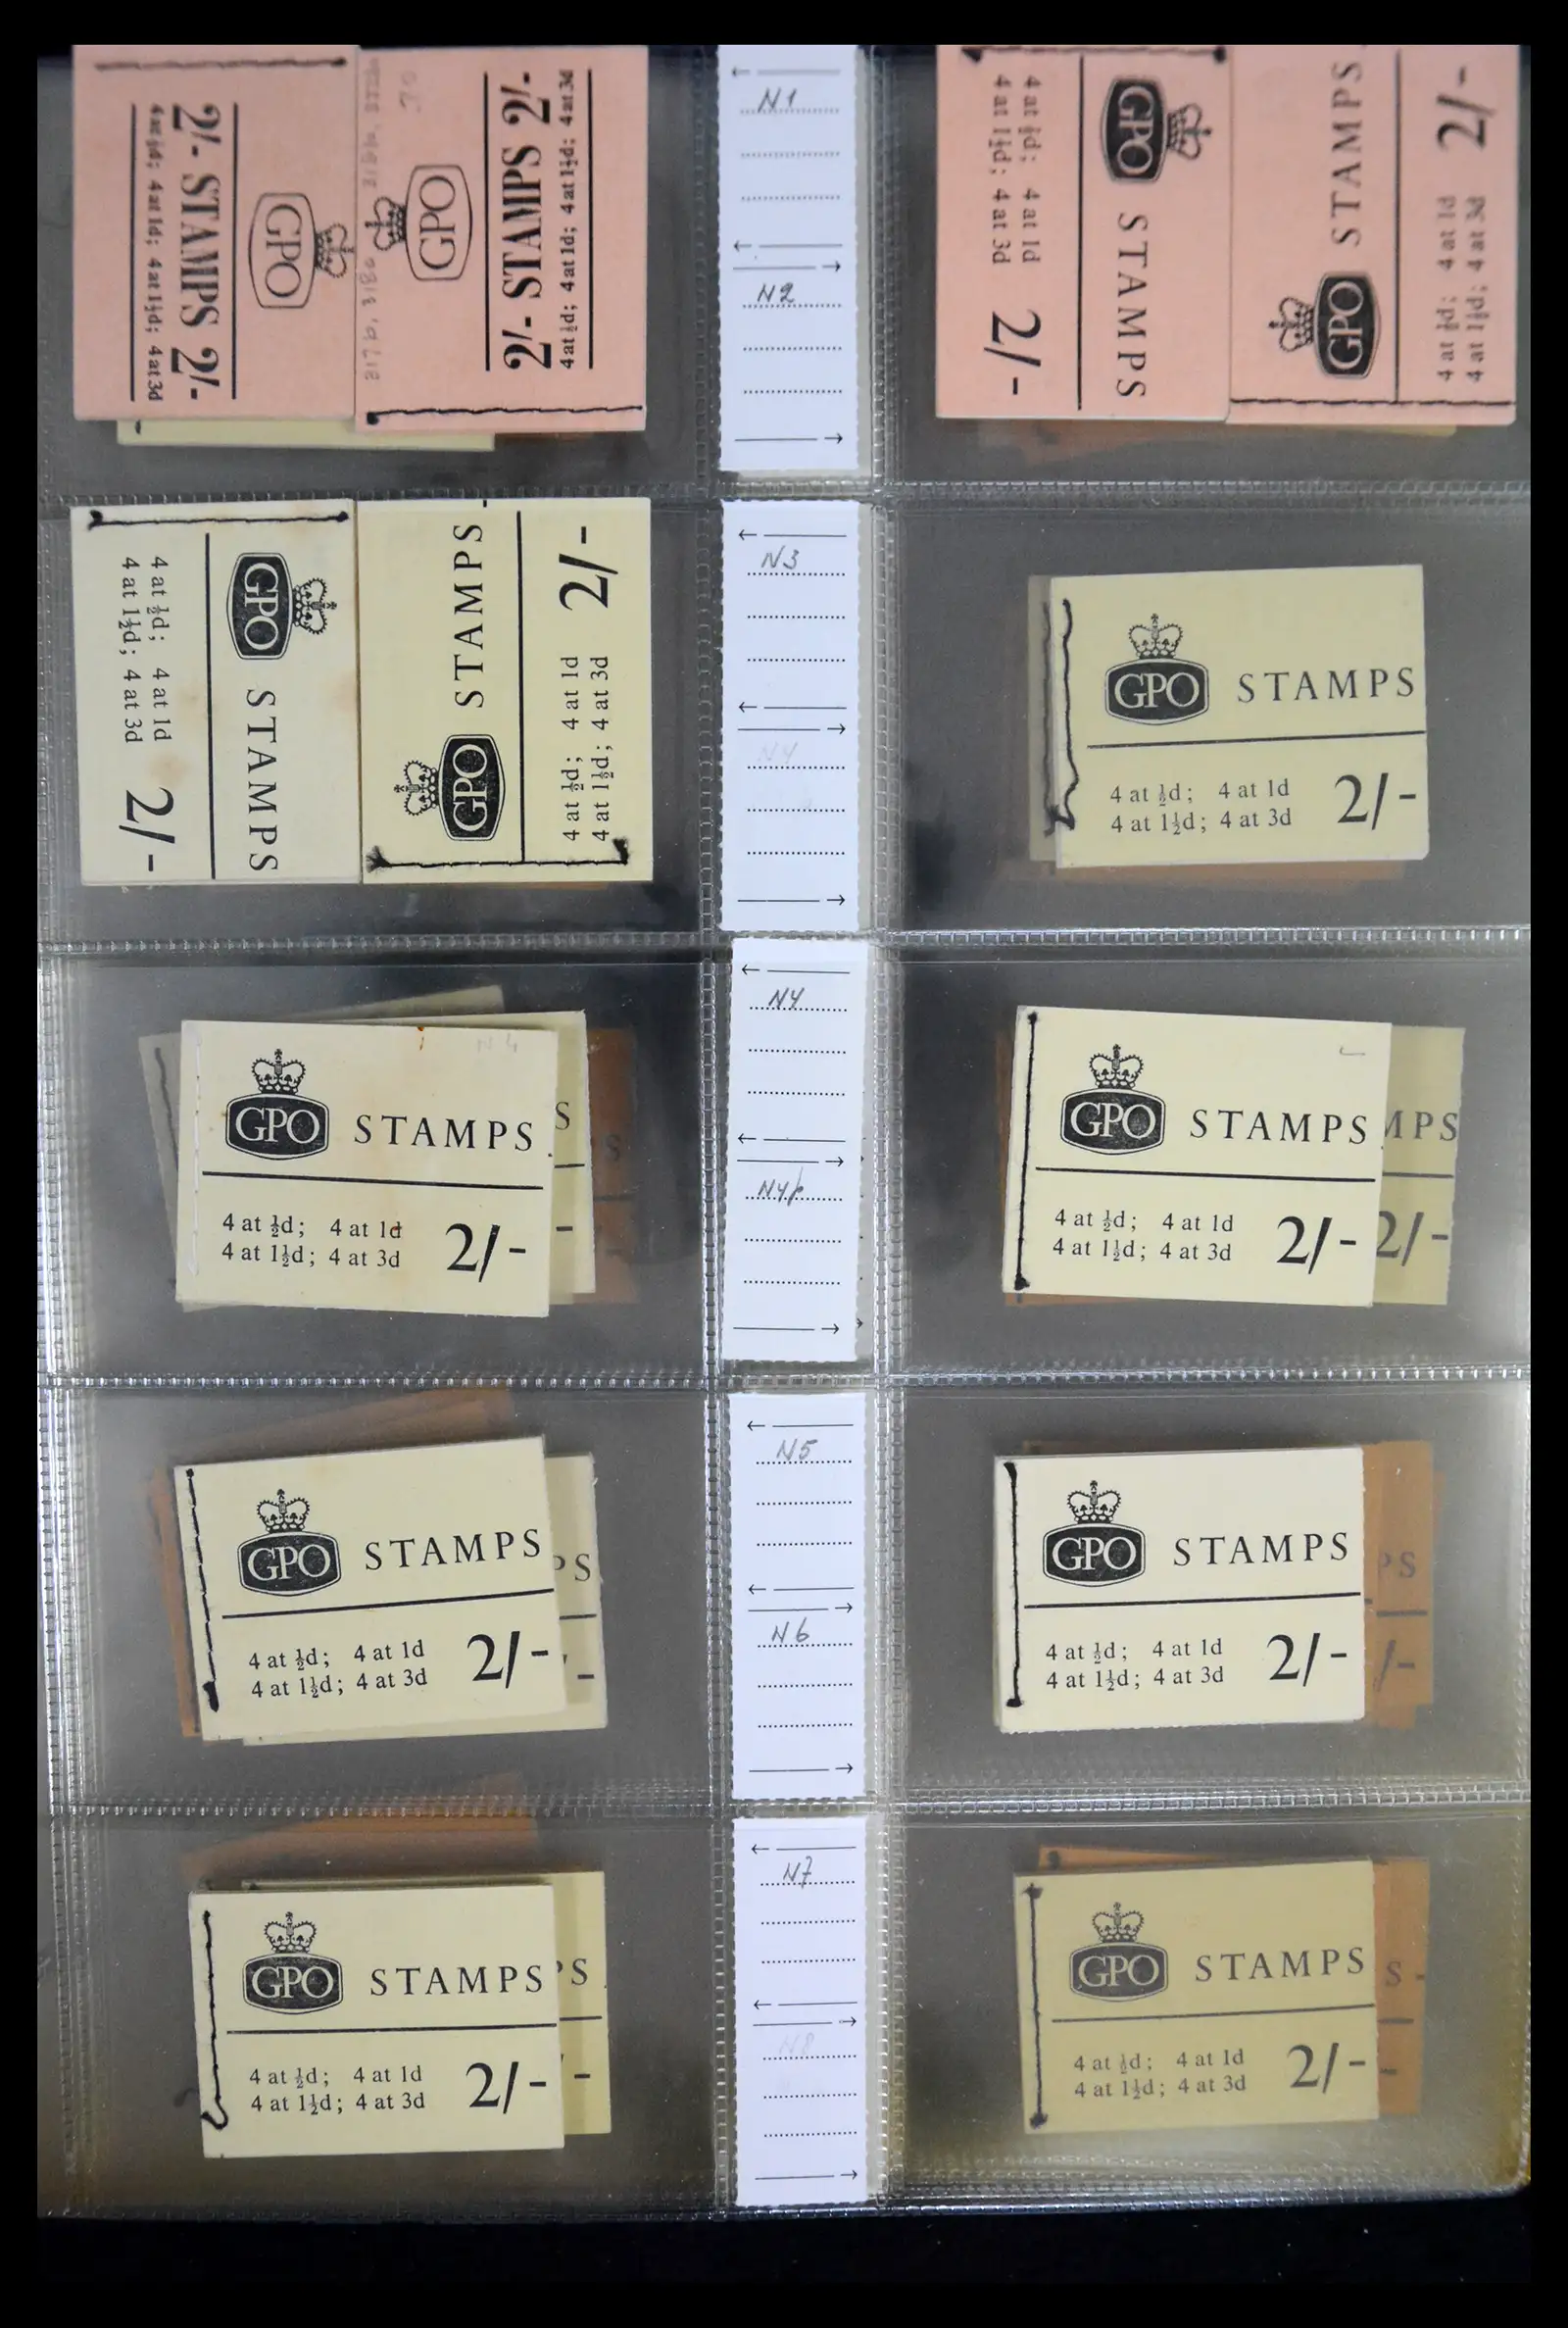 2/- STAMPS 2/-
4 at ½d; 4 at 1d; 4 at 1½d; 4 at 3d
GPO
GPO
2/- STAMPS 2/-
4 at ½d; 4 at 1d; 4 at 1½d; 4 at 3d
N1
N2
GPO STAMPS
4 at ½d; 4 at 1d
4 at 1½d; 4 at 3d
2/-
GPO STAMPS
4 at ½d; 4 at 1d
4 at 1½d; 4 at 3d
2/-
GPO STAMPS
4 at ½d; 4 at 1d
4 at 1½d; 4 at 3d
2/-
GPO STAMPS
4 at ½d; 4 at 1d
4 at 1½d; 4 at 3d
2/-
N3
N4
GPO STAMPS
4 at ½d; 4 at 1d
4 at 1½d; 4 at 3d
2/-
N4
GPO STAMPS
S
4 at ½d; 4 at 1d
4 at 1½d; 4 at 3d
2/-
-
N4
GPO STAMPS
MPS
4 at ½d; 4 at 1d
4 at 1½d; 4 at 3d
2/-
2/-
GPO STAMPS
PS
4 at ½d; 4 at 1d
4 at 1½d; 4 at 3d
2/-
-
N5
N6
GPO STAMPS
PS
4 at ½d; 4 at 1d
4 at 1½d; 4 at 3d
2/-
/-
GPO STAMPS
PS
4 at ½d; 4 at 1d
4 at 1½d; 4 at 3d
2/-
-
N7
N8
GPO STAMPS
S
4 at ½d; 4 at 1d
4 at 1½d; 4 at 3d
2/-
-